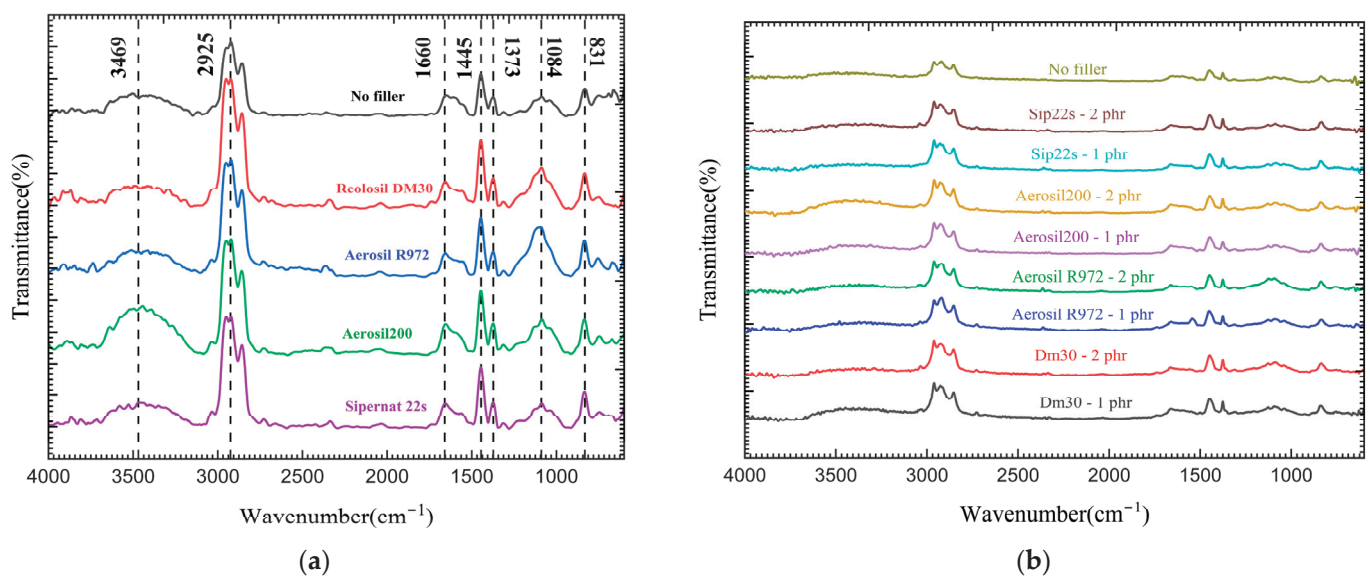 3469
2925
1660
1445
1373
1084
831
No filler
Reolosil DM30
Aerosil R972
Aerosil200
Sipernat 22s
Transmittance(%)
4000 3500 3000 2500 2000 1500 1000
Wavenumber(cm⁻¹)
(a)
No filler
Sip22s - 2 phr
Sip22s - 1 phr
Aerosil200 - 2 phr
Aerosil200 - 1 phr
Aerosil R972 - 2 phr
Aerosil R972 - 1 phr
Dm30 - 2 phr
Dm30 - 1 phr
Transmittance(%)
4000 3500 3000 2500 2000 1500 1000
Wavenumber(cm⁻¹)
(b)